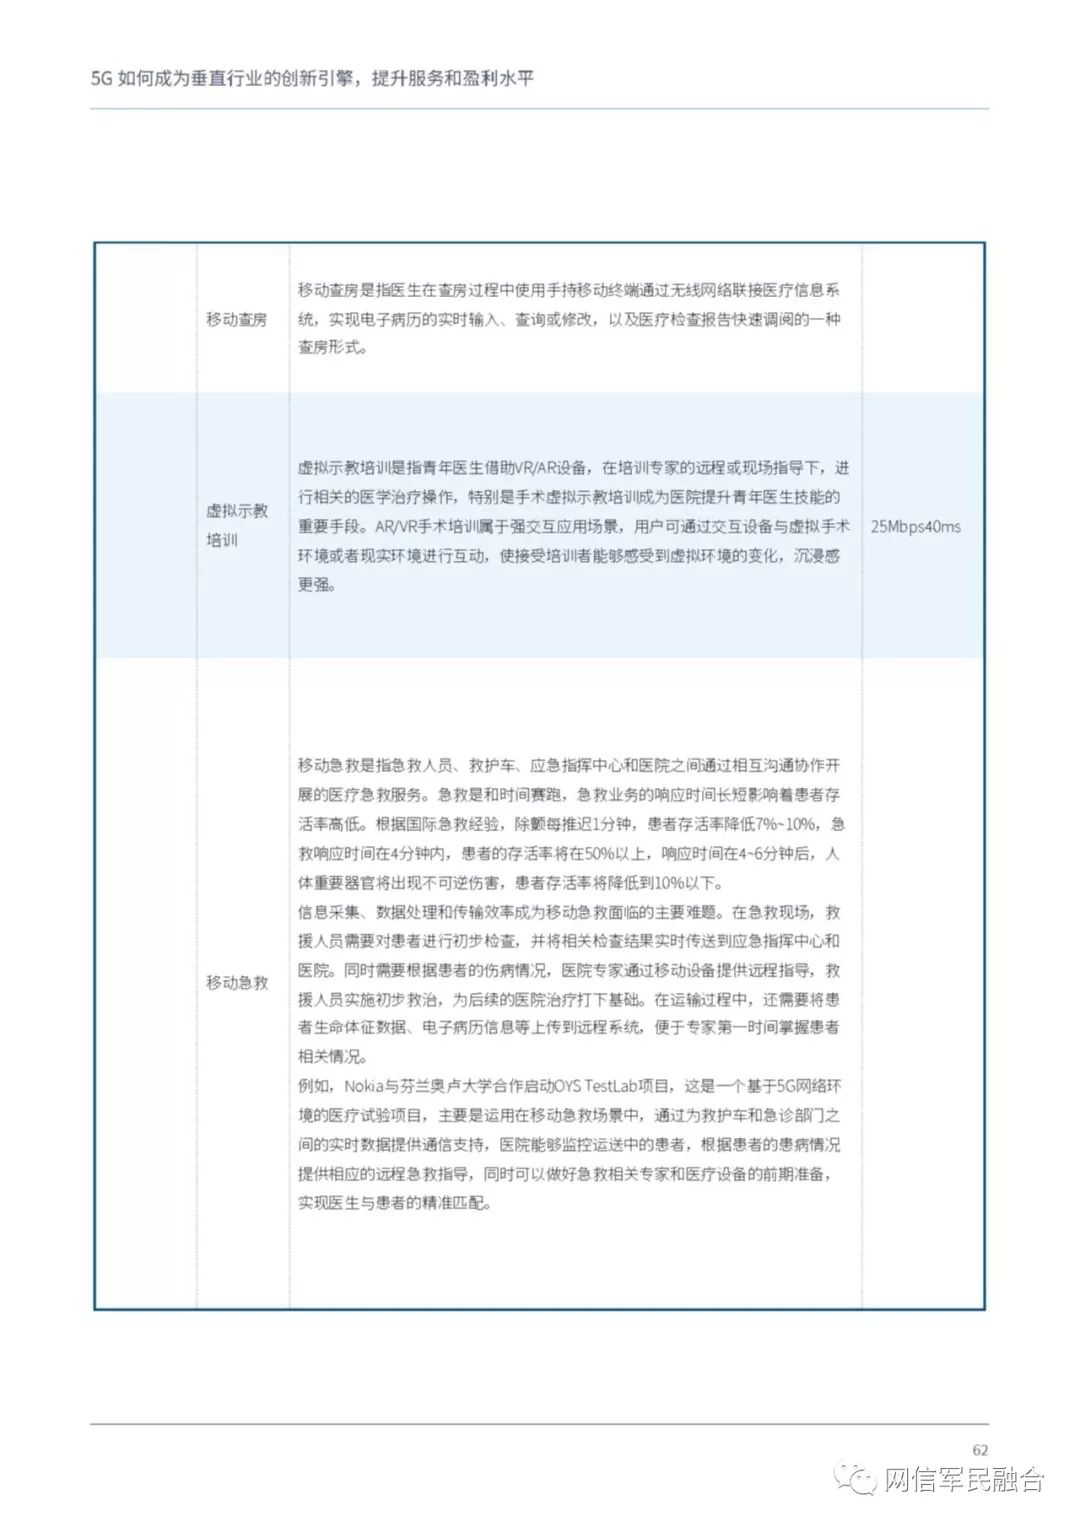 5G 如何成为垂直行业的创新引擎，提升服务和盈利水平
移动查房
移动查房是指医生在查房过程中使用手持移动终端通过无线网络联接医疗信息系
统，实现电子病历的实时输入、查询或修改，以及医疗检查报告快速调阅的一种
查房形式。
虚拟示教
培训
虚拟示教培训是指青年医生借助VR/AR设备，在培训专家的远程或现场指导下，进
行相关的医学治疗操作，特别是手术虚拟示教培训成为医院提升青年医生技能的
重要手段。AR/VR手术培训属于强交互应用场景，用户可通过交互设备与虚拟手术
环境或者现实环境进行互动，使接受培训者能够感受到虚拟环境的变化，沉浸感
更强。
25Mbps40ms
移动急救
移动急救是指急救人员、救护车、应急指挥中心和医院之间通过相互沟通协作开
展的医疗急救服务。急救是和时间赛跑，急救业务的响应时间长短影响着患者存
活率高低。根据国际急救经验，除颤每推迟1分钟，患者存活率降低7%~10%，急
救响应时间在4分钟内，患者的存活率将在50%以上，响应时间在4~6分钟后，人
体重要器官将出现不可逆伤害，患者存活率将降低到10%以下。
信息采集、数据处理和传输效率成为移动急救面临的主要难题。在急救现场，救
援人员需要对患者进行初步检查，并将相关检查结果实时传送到应急指挥中心和
医院。同时需要根据患者的伤病情况，医院专家通过移动设备提供远程指导，救
援人员实施初步救治，为后续的医院治疗打下基础。在运输过程中，还需要将患
者生命体征数据、电子病历信息等上传到远程系统，便于专家第一时间掌握患者
相关情况。
例如，Nokia与芬兰奥卢大学合作启动OYS TestLab项目，这是一个基于5G网络环
境的医疗试验项目，主要是运用在移动急救场景中，通过为救护车和急诊部门之
间的实时数据提供通信支持，医院能够监控运送中的患者，根据患者的患病情况
提供相应的远程急救指导，同时可以做好急救相关专家和医疗设备的前期准备，
实现医生与患者的精准匹配。
62
网信军民融合